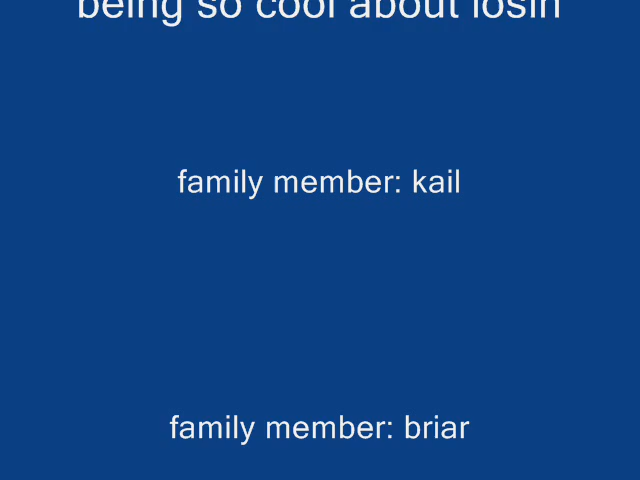 being so cool about losin
family member: kail
family member: briar